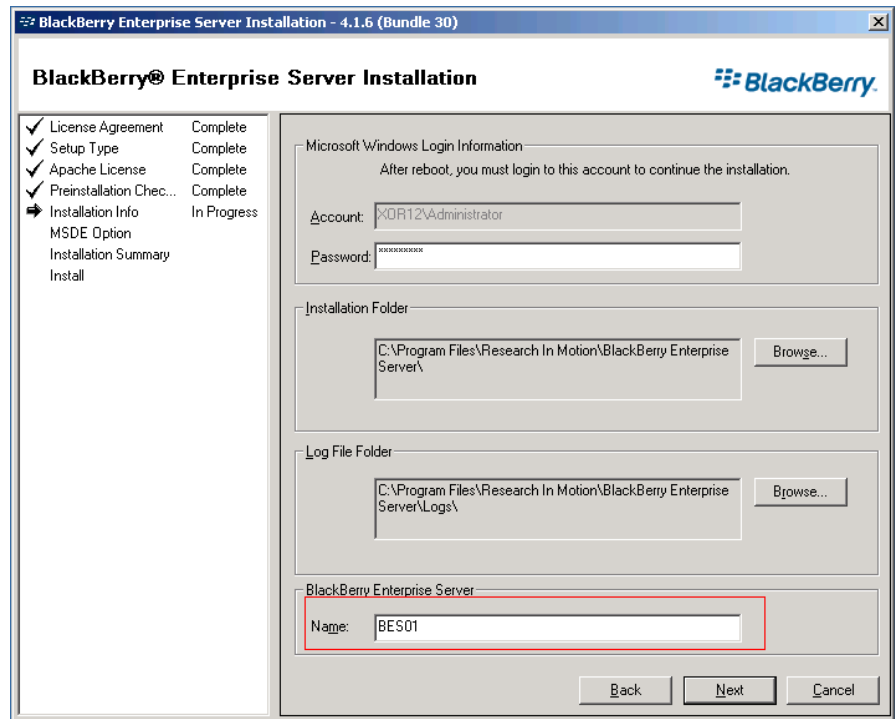 BlackBerry Enterprise Server Installation - 4.1.6 (Bundle 30)
BlackBerry® Enterprise Server Installation
BlackBerry.
License Agreement Complete
Setup Type Complete
Apache License Complete
Preinstallation Chec... Complete
Installation Info In Progress
MSDE Option
Installation Summary
Install
Microsoft Windows Login Information
After reboot, you must login to this account to continue the installation.
Account: XOR12\Administrator
Password: *********
Installation Folder
C:\Program Files\Research In Motion\BlackBerry Enterprise
Server\
Browse...
Log File Folder
C:\Program Files\Research In Motion\BlackBerry Enterprise
Server\Logs\
Browse...
BlackBerry Enterprise Server
Name: BES01
Back Next Cancel